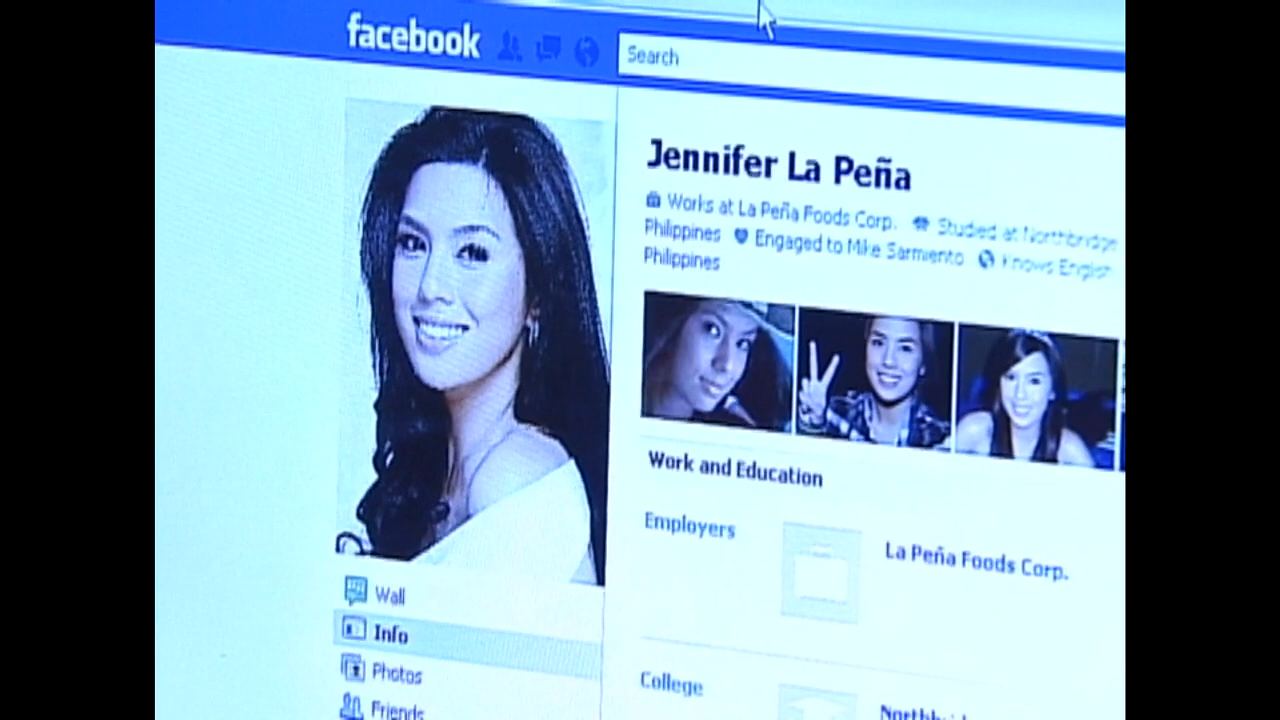 facebook
Search
Jennifer La Peña
Works at La Peña Foods Corp. Studied at Northbridge
Philippines Engaged to Mike Sarmiento Knows English
Philippines
Work and Education
Employers
La Peña Foods Corp.
Wall
Info
Photos
College
Friends